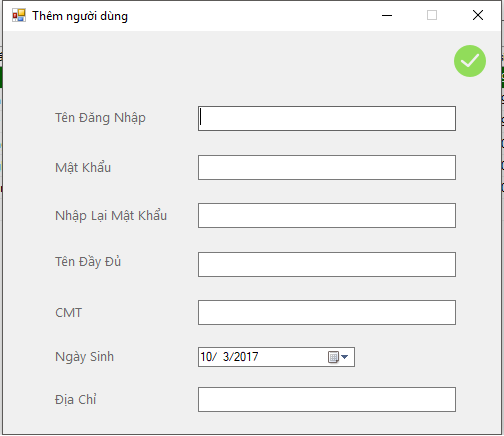 Thêm người dùng
Tên Đăng Nhập
Mật Khẩu
Nhập Lại Mật Khẩu
Tên Đầy Đủ
CMT
Ngày Sinh
10/ 3/2017
Địa Chỉ